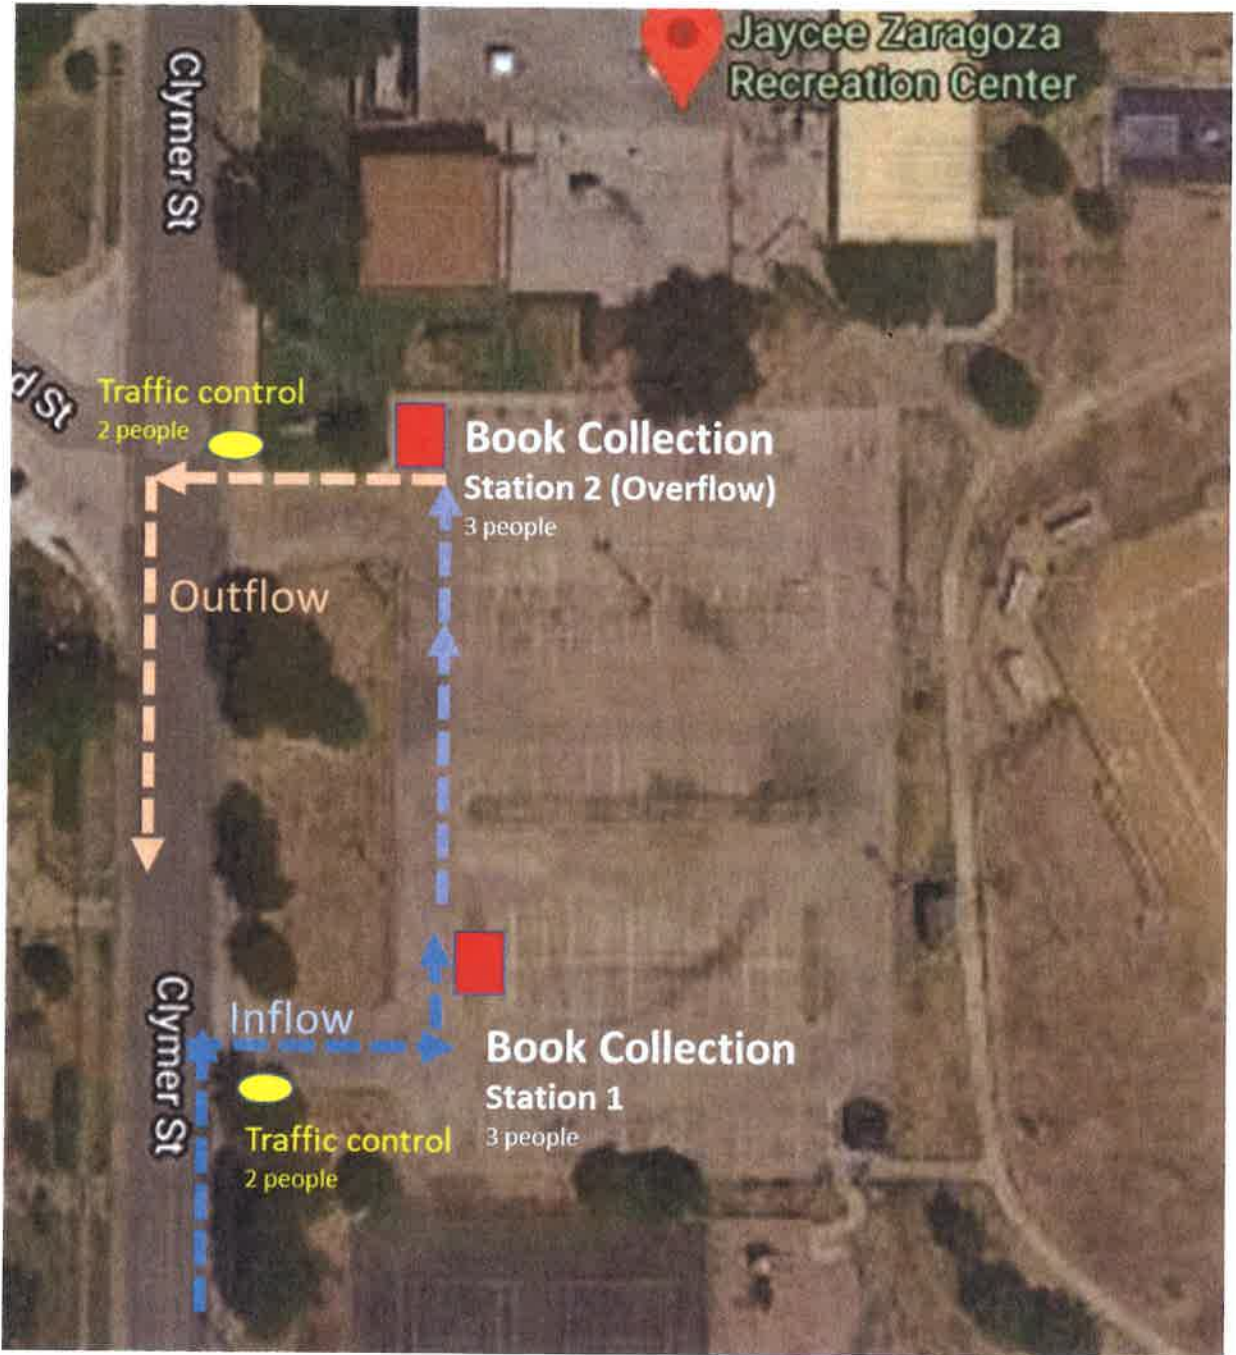 Jaycee Zaragoza
Recreation Center
Clymer St
d St
Traffic control
2 people
Book Collection
Station 2 (Overflow)
3 people
Outflow
Clymer St
Inflow
Book Collection
Station 1
3 people
Traffic control
2 people